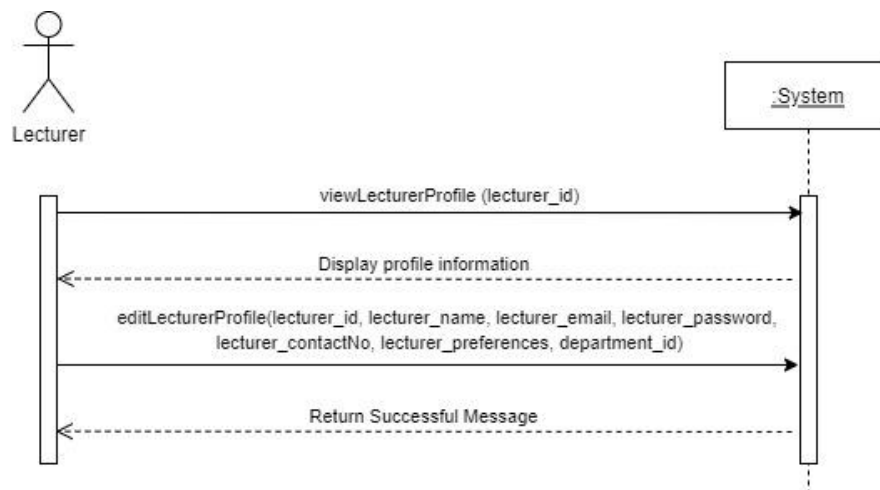 Lecturer
:System
viewLecturerProfile (lecturer_id)
Display profile information
editLecturerProfile(lecturer_id, lecturer_name, lecturer_email, lecturer_password,
lecturer_contactNo, lecturer_preferences, department_id)
Return Successful Message